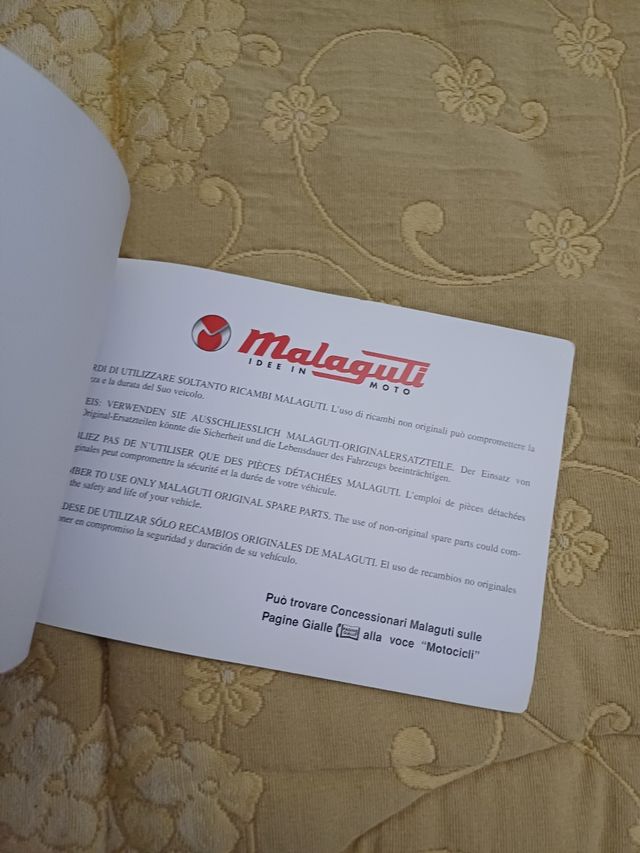 Malaguti
IDEE IN MOTO
RDI DI UTILIZZARE SOLTANTO RICAMBI MALAGUTI. L'uso di ricambi non originali può compromettere la
za e la durata del Suo veicolo.
EIS: VERWENDEN SIE AUSSCHLIESSLICH MALAGUTI-ORIGINALERSATZTEILE. Der Einsatz von
Original-Ersatzteilen könnte die Sicherheit und die Lebensdauer des Fahrzeugs beeinträchtigen.
BLIEZ PAS DE N'UTILISER QUE DES PIÈCES DÉTACHÉES MALAGUTI. L'emploi de pièces détachées
ginales peut compromettre la sécurité et la durée de votre véhicule.
MBER TO USE ONLY MALAGUTI ORIGINAL SPARE PARTS. The use of non-original spare parts could com-
the safety and life of your vehicle.
DESE DE UTILIZAR SÓLO RECAMBIOS ORIGINALES DE MALAGUTI. El uso de recambios no originales
oner en compromiso la seguridad y duración de su vehículo.
Può trovare Concessionari Malaguti sulle
Pagine Gialle alla voce "Motocicli"